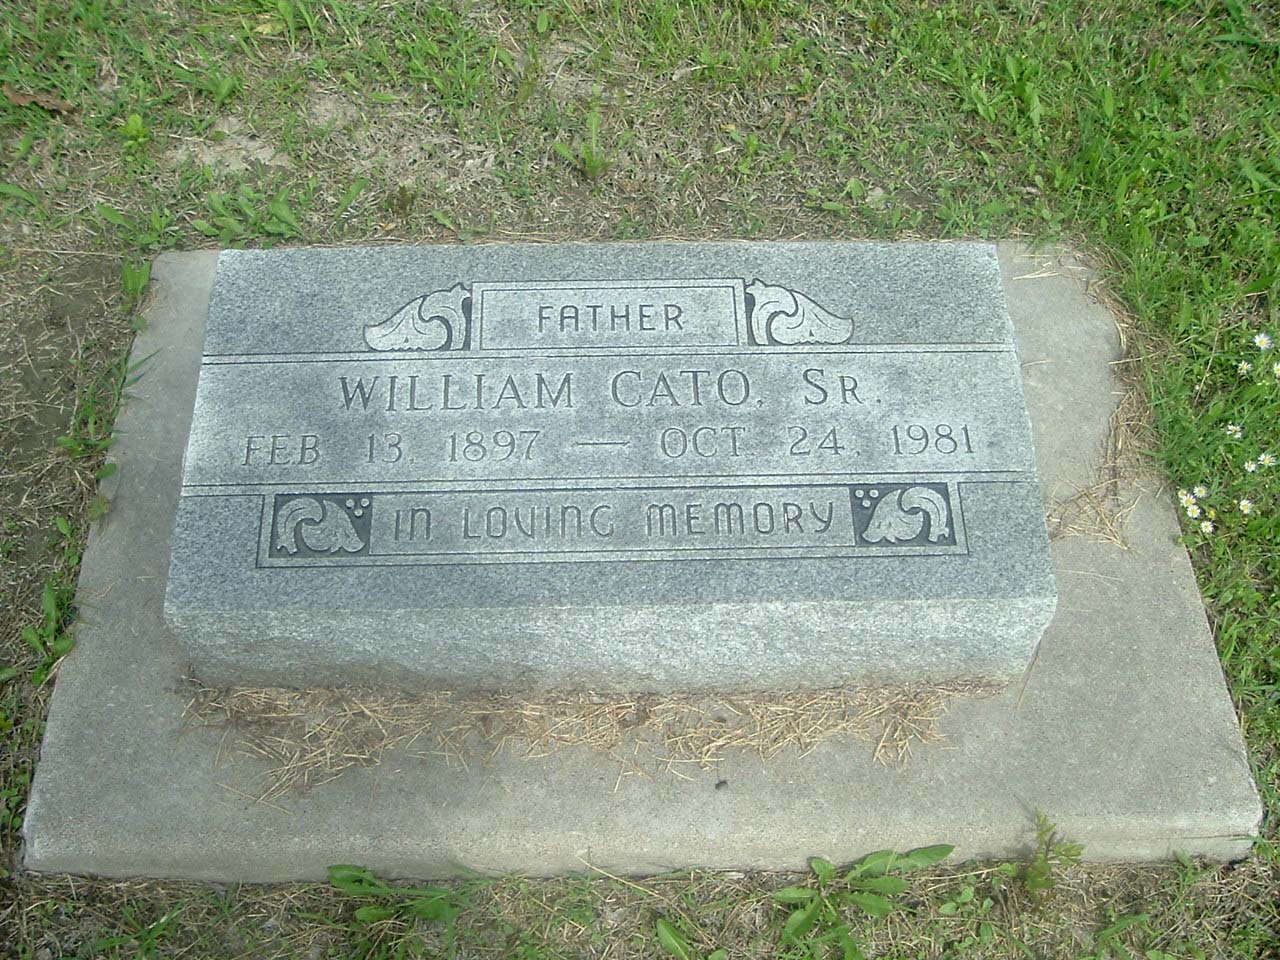 FATHER
WILLIAM CATO, SR.
FEB 13, 1897 — OCT. 24, 1981
IN LOVING MEMORY